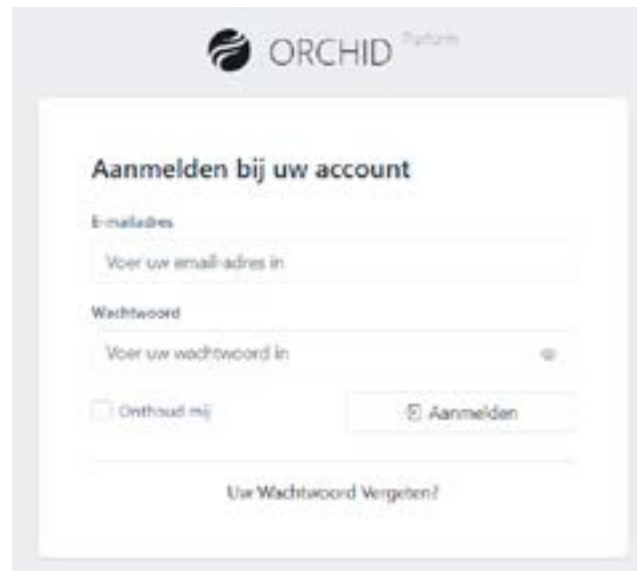 ORCHID Platform
Aanmelden bij uw account
E-mailadres
Voer uw email-adres in
Wachtwoord
Voer uw wachtwoord in
Onthoud mij
Aanmelden
Uw Wachtwoord Vergeten?